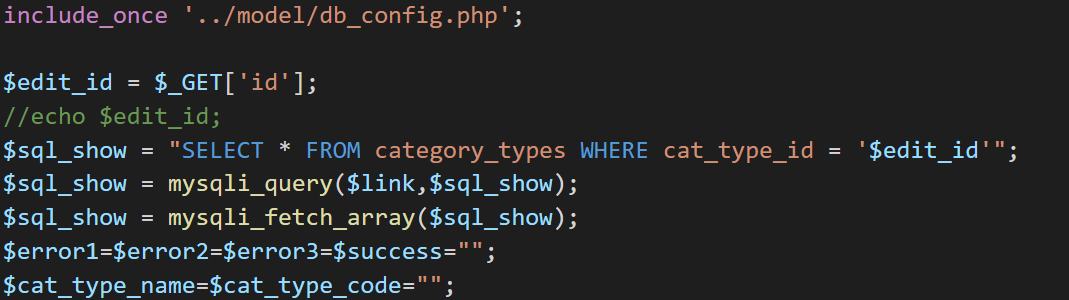 include_once '../model/db_config.php';
$edit_id = $_GET['id'];
//echo $edit_id;
$sql_show = "SELECT * FROM category_types WHERE cat_type_id = '$edit_id'";
$sql_show = mysqli_query($link,$sql_show);
$sql_show = mysqli_fetch_array($sql_show);
$error1=$error2=$error3=$success="";
$cat_type_name=$cat_type_code="";